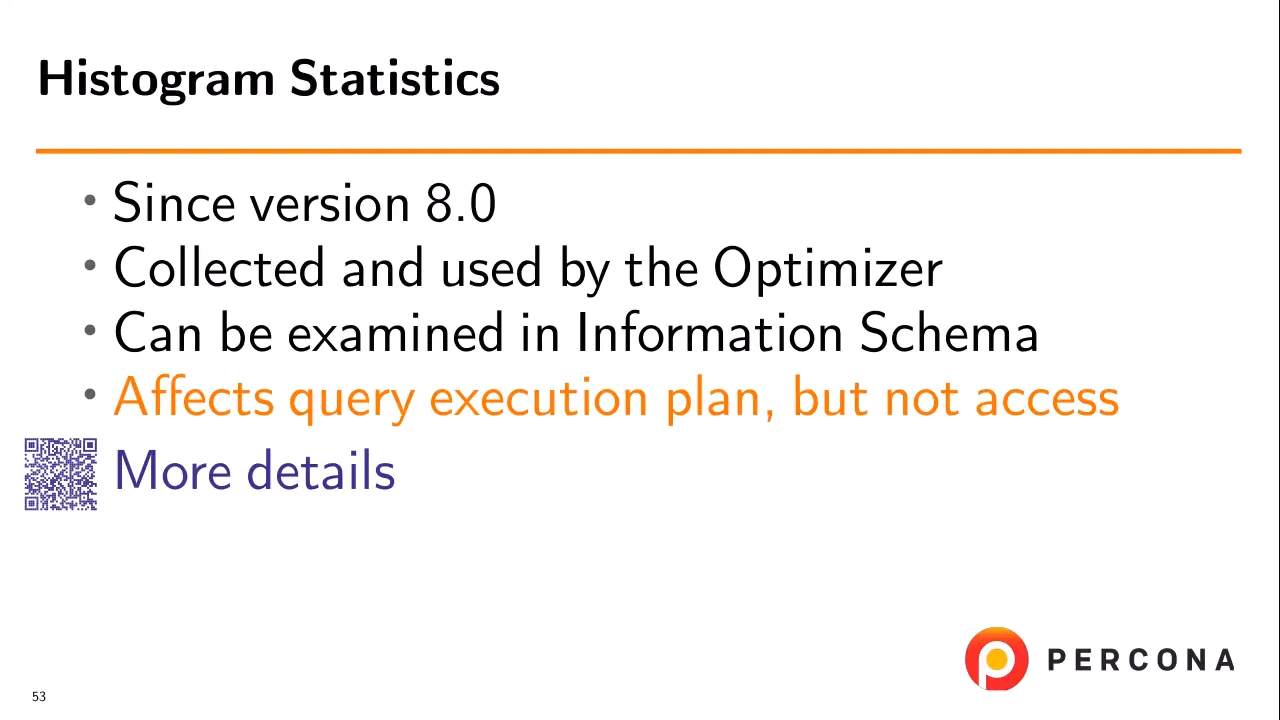 Histogram Statistics
• Since version 8.0
• Collected and used by the Optimizer
• Can be examined in Information Schema
• Affects query execution plan, but not access
More details
PERCONA
53